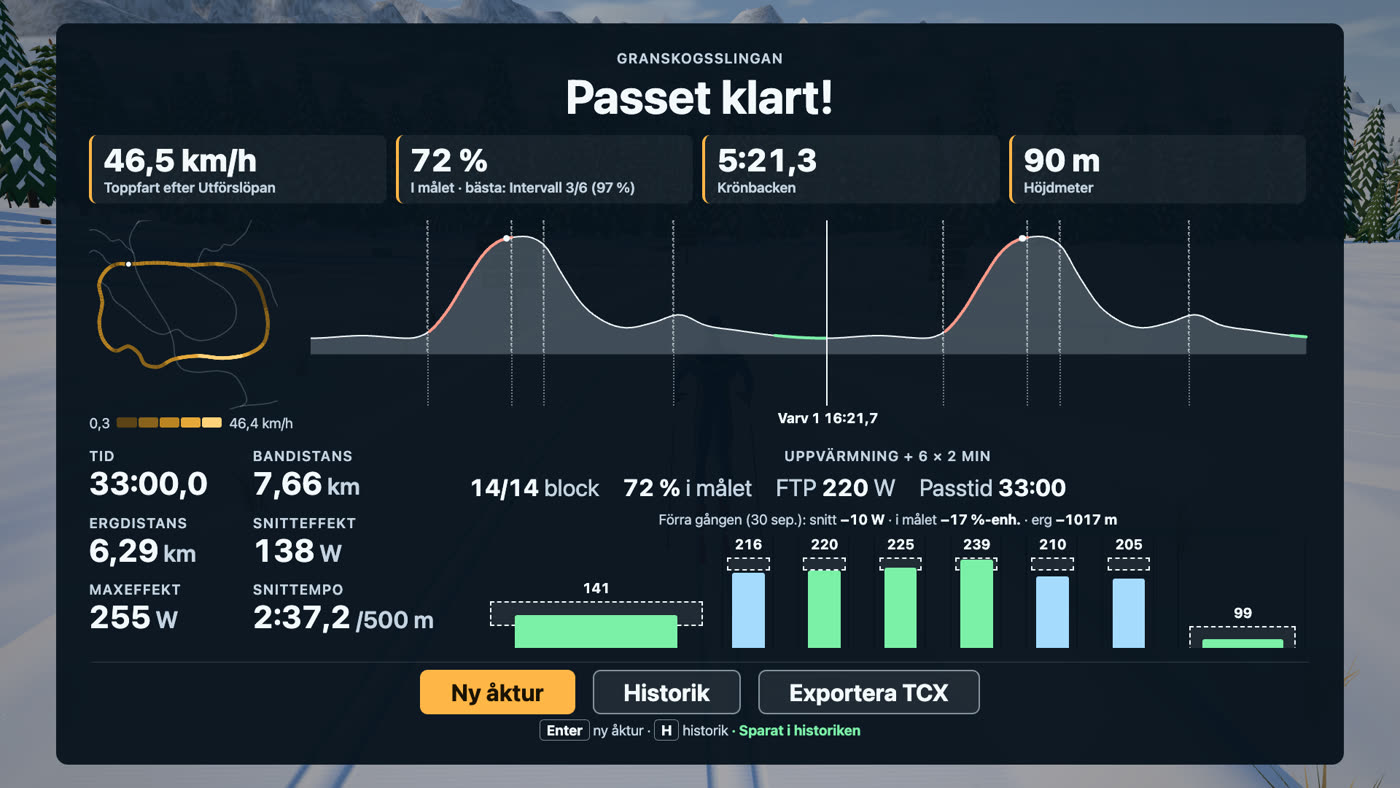 GRANSKOGSSLINGAN
Passet klart!
46,5 km/h
Toppfart efter Utförslöpan
72 %
I målet · bästa: Intervall 3/6 (97 %)
5:21,3
Krönbacken
90 m
Höjdmeter
Varv 1 16:21,7
0,3
46,4 km/h
TID
33:00,0
BANDISTANS
7,66 km
ERGDISTANS
6,29 km
SNITTEFFEKT
138 W
MAXEFFEKT
255 W
SNITTEMPO
2:37,2 /500 m
UPPVÄRMNING + 6 × 2 MIN
14/14 block 72 % i målet FTP 220 W Passtid 33:00
Förra gången (30 sep.): snitt −10 W · i målet −17 %-enh. · erg −1017 m
141
216
220
225
239
210
205
99
Ny åktur
Historik
Exportera TCX
Enter ny åktur · H historik · Sparat i historiken